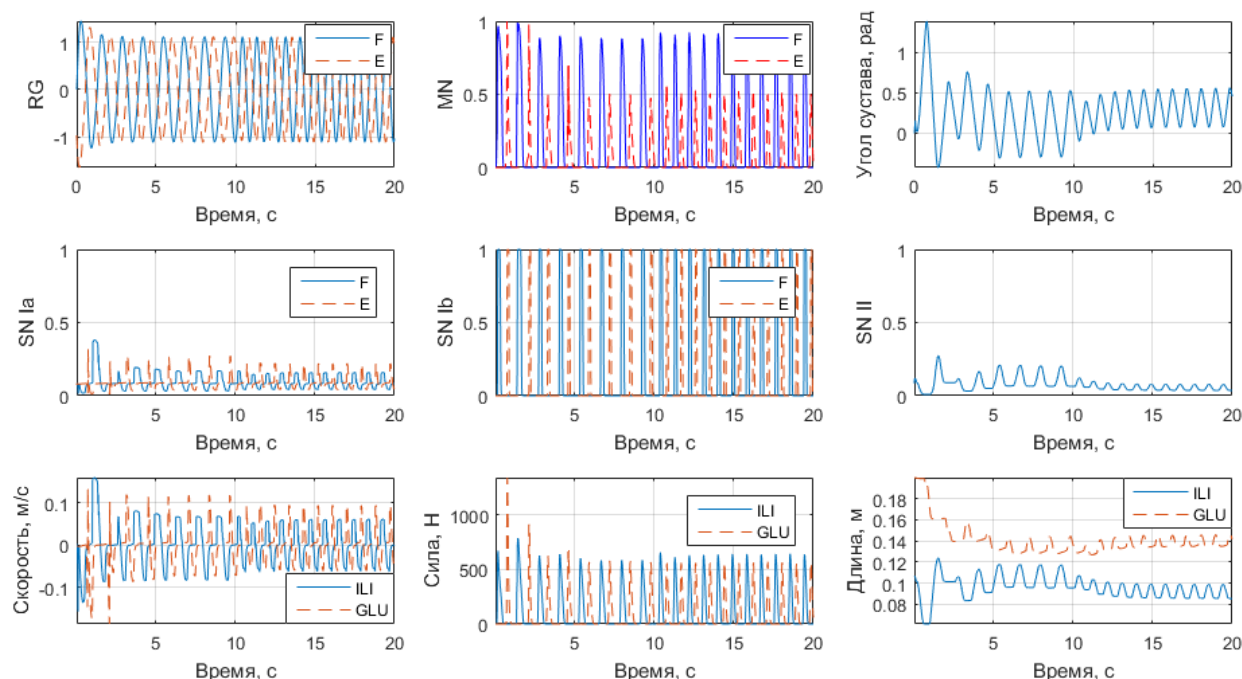 RG
1
0
-1
0 5 10 15 20
Время, с
F
E
MN
1
0.5
0
5 10 15 20
Время, с
F
E
Угол сустава, рад
1
0.5
0
0 5 10 15 20
Время, с
SN Ia
1
0.5
0
5 10 15 20
Время, с
F
E
SN Ib
1
0.5
0
5 10 15 20
Время, с
F
E
SN II
1
0.5
0
0 5 10 15 20
Время, с
Скорость, м/с
0.1
0
-0.1
5 10 15 20
Время, с
ILI
GLU
Сила, Н
1000
500
0
5 10 15 20
Время, с
ILI
GLU
Длина, м
0.18
0.16
0.14
0.12
0.1
0.08
0 5 10 15 20
Время, с
ILI
GLU